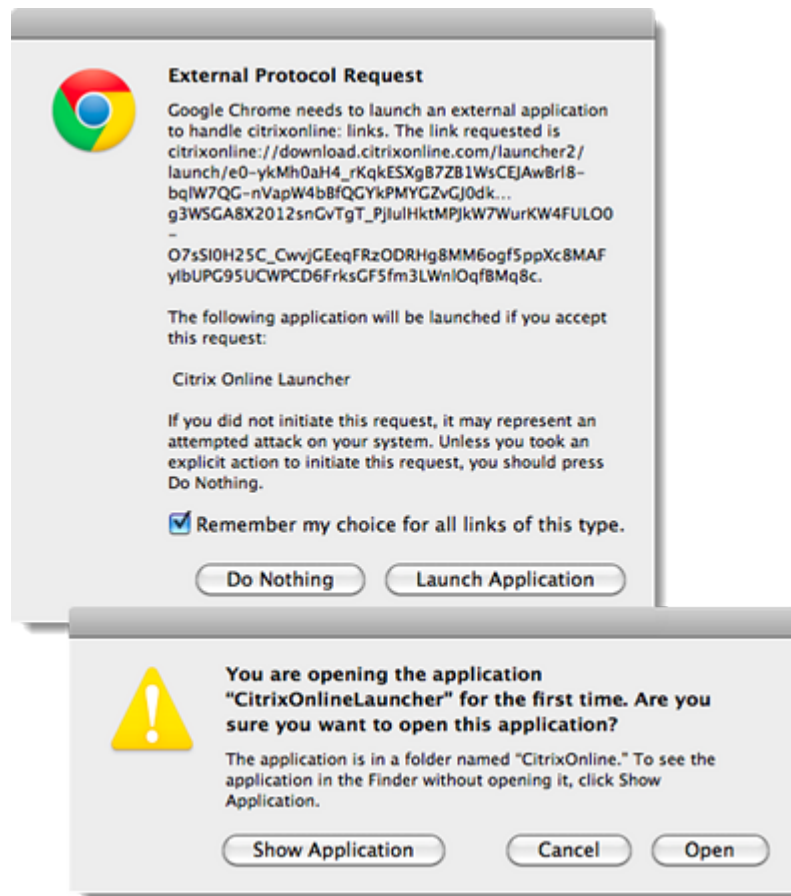 External Protocol Request
Google Chrome needs to launch an external application
to handle citrixonline: links. The link requested is
citrixonline://download.citrixonline.com/launcher2/
launch/e0-ykMh0aH4_rKqkESXgB7ZB1WsCEJAwBrl8-
bqlW7QG-nVapW4bBfQGYkPMYGZvGJ0dk...
g3WSGA8X2012snGvTgT_PjIulHktMPJkW7WurKW4FULO0
-
O7sSI0H25C_CwvjGEeqFRzODRHg8MM6ogf5ppXc8MAF
yIbUPG95UCWPCD6FrksGF5fm3LWnlOqfBMq8c.
The following application will be launched if you accept
this request:
Citrix Online Launcher
If you did not initiate this request, it may represent an
attempted attack on your system. Unless you took an
explicit action to initiate this request, you should press
Do Nothing.
Remember my choice for all links of this type.
Do Nothing Launch Application
You are opening the application
“CitrixOnlineLauncher” for the first time. Are you
sure you want to open this application?
The application is in a folder named “CitrixOnline.” To see the
application in the Finder without opening it, click Show
Application.
Show Application Cancel Open